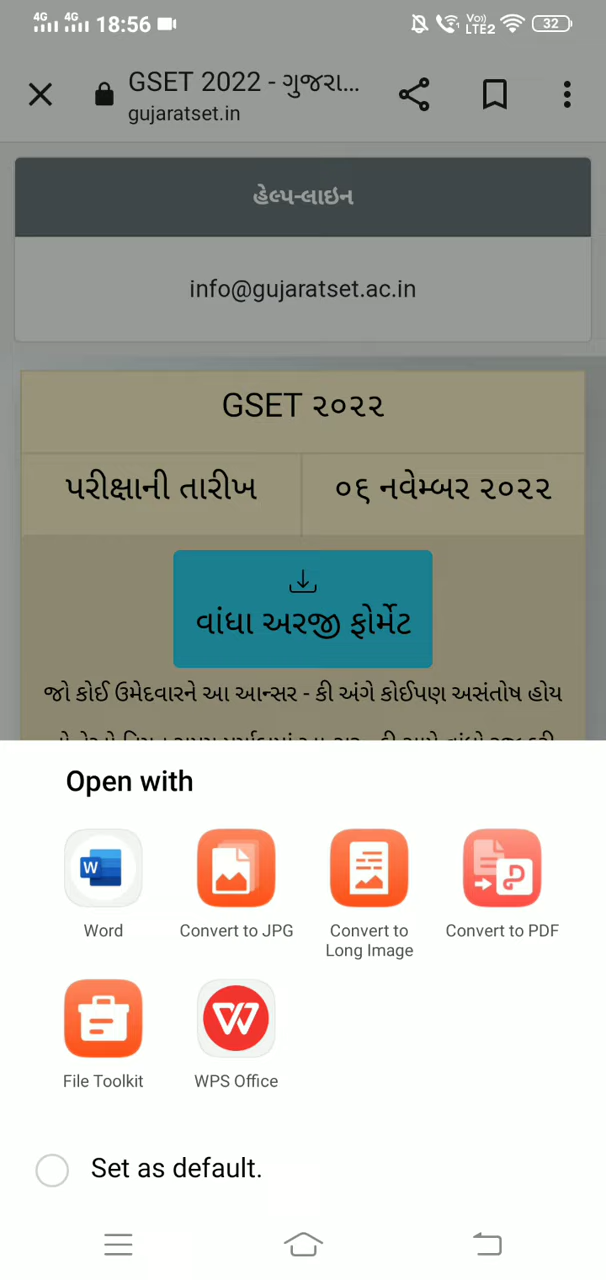 4G 4G 18:56 Vo) LTE2 32
GSET 2022 - ગુજરા...
gujaratset.in
હેલ્પ-લાઇન
info@gujaratset.ac.in
GSET ૨૦૨૨
પરીક્ષાની તારીખ ૦૬ નવેમ્બર ૨૦૨૨
વાંધા અરજી ફોર્મેટ
જો કોઈ ઉમેદવારને આ આન્સર - કી અંગે કોઈપણ અસંતોષ હોય
Open with
Word Convert to JPG Convert to Long Image Convert to PDF
File Toolkit WPS Office
Set as default.